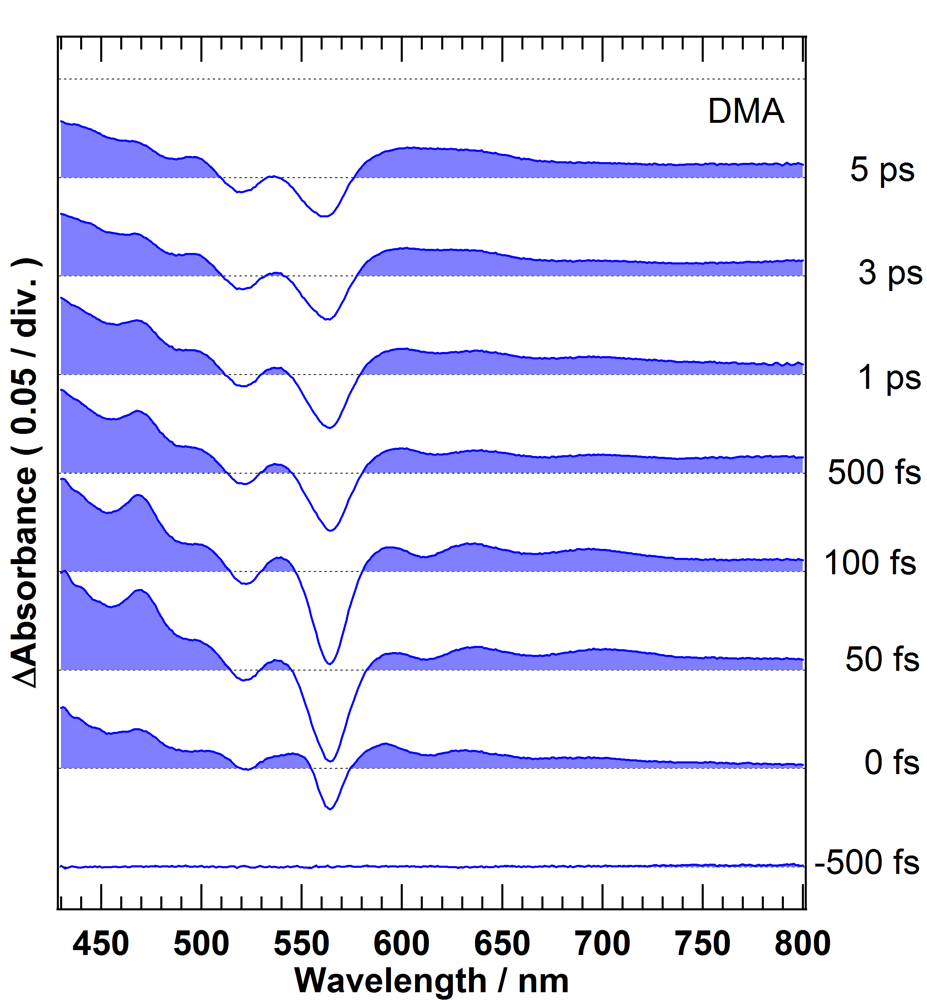 DMA
5 ps
3 ps
1 ps
500 fs
100 fs
50 fs
0 fs
-500 fs
ΔAbsorbance ( 0.05 / div. )
450 500 550 600 650 700 750 800
Wavelength / nm